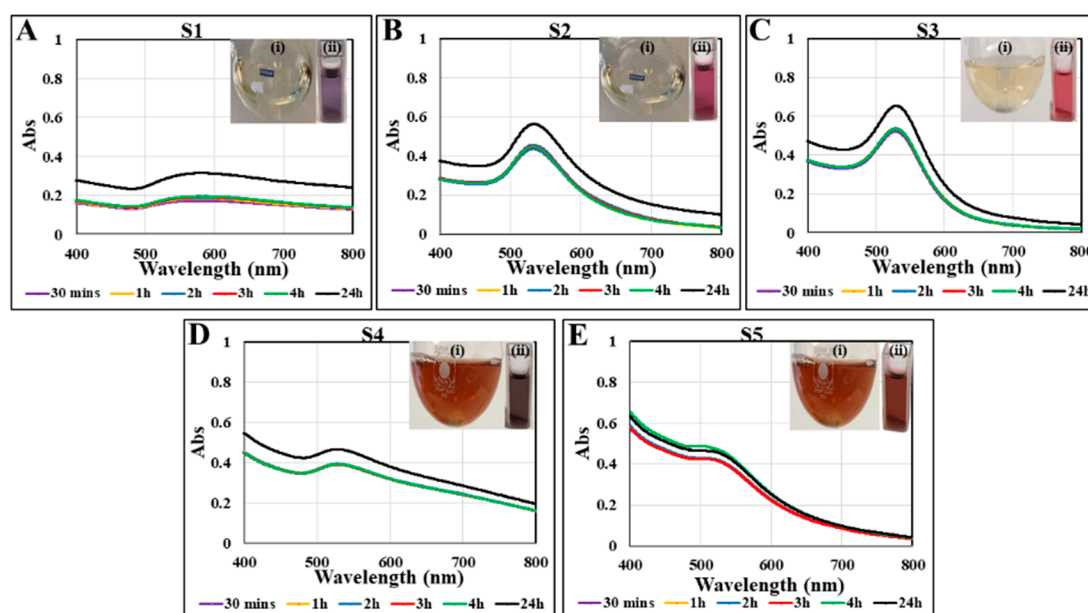 A
S1
(i)
(ii)
1
0.8
0.6
0.4
0.2
0
Abs
400
500
600
700
800
Wavelength (nm)
30 mins
1h
2h
3h
4h
24h
B
S2
(i)
(ii)
1
0.8
0.6
0.4
0.2
0
Abs
400
500
600
700
800
Wavelength (nm)
30 mins
1h
2h
3h
4h
24h
C
S3
(i)
(ii)
1
0.8
0.6
0.4
0.2
0
Abs
400
500
600
700
800
Wavelength (nm)
30 mins
1h
2h
3h
4h
24h
D
S4
(i)
(ii)
1
0.8
0.6
0.4
0.2
0
Abs
400
500
600
700
800
Wavelength (nm)
30 mins
1h
2h
3h
4h
24h
E
S5
(i)
(ii)
1
0.8
0.6
0.4
0.2
0
Abs
400
500
600
700
800
Wavelength (nm)
30 mins
1h
2h
3h
4h
24h